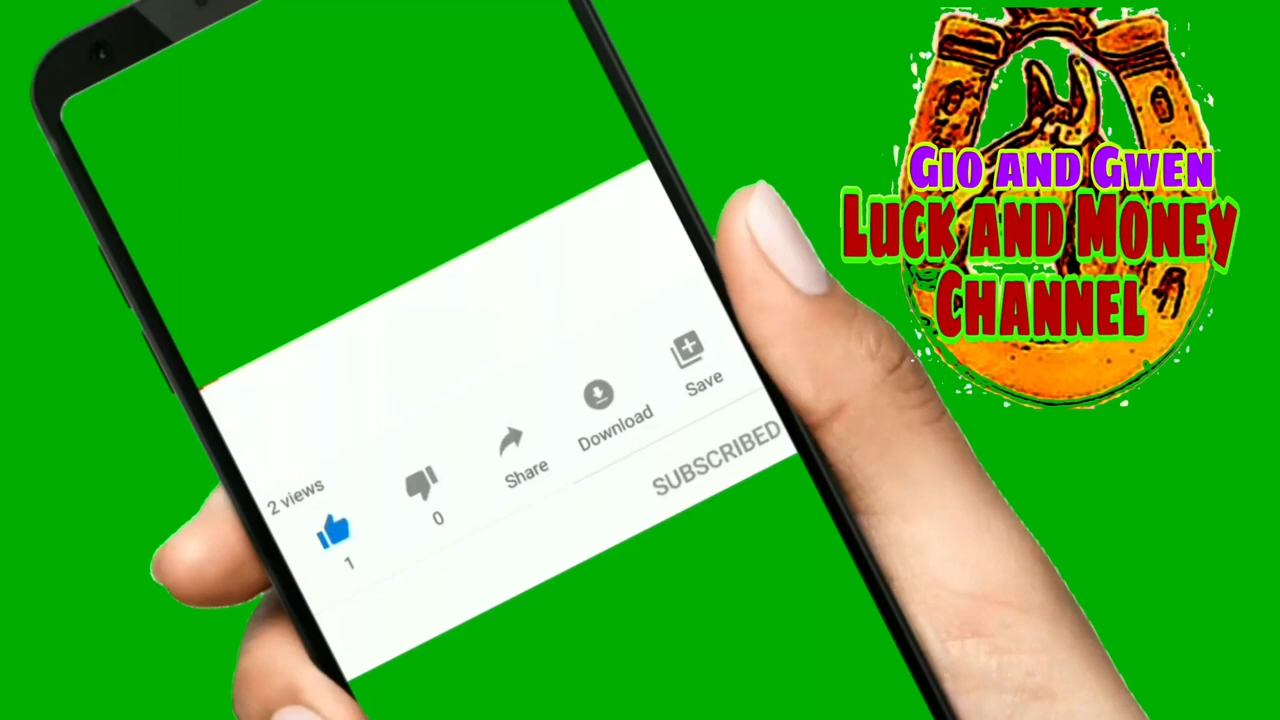 Gio and Gwen
Luck and Money
Channel
Save
Download
Share
SUBSCRIBED
2 views
0
1